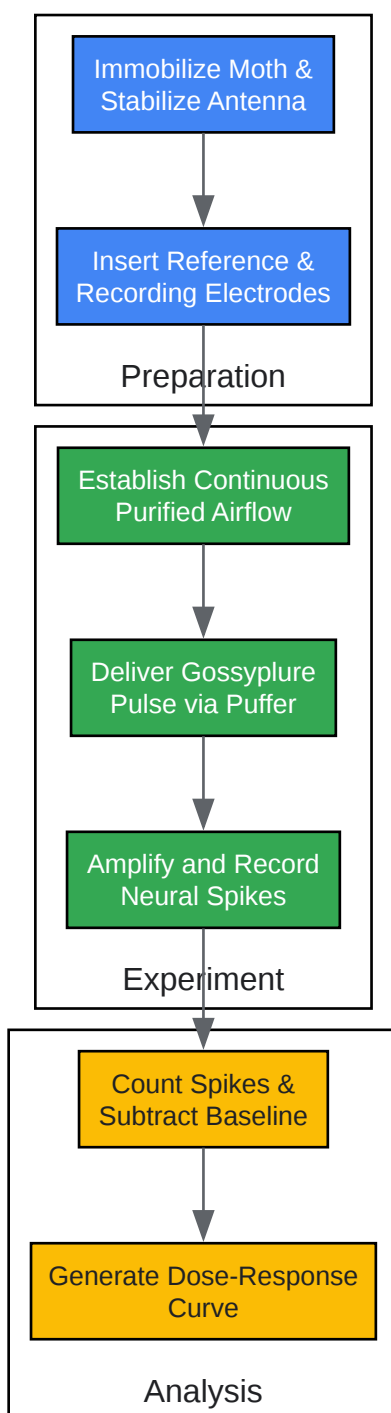 Immobilize Moth &
Stabilize Antenna
Insert Reference &
Recording Electrodes
Preparation
Establish Continuous
Purified Airflow
Deliver Gossyplure
Pulse via Puffer
Amplify and Record
Neural Spikes
Experiment
Count Spikes &
Subtract Baseline
Generate Dose-Response
Curve
Analysis